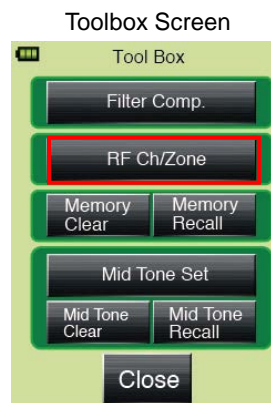 Toolbox Screen
Tool Box
Filter Comp.
RF Ch/Zone
Memory Clear
Memory Recall
Mid Tone Set
Mid Tone Clear
Mid Tone Recall
Close